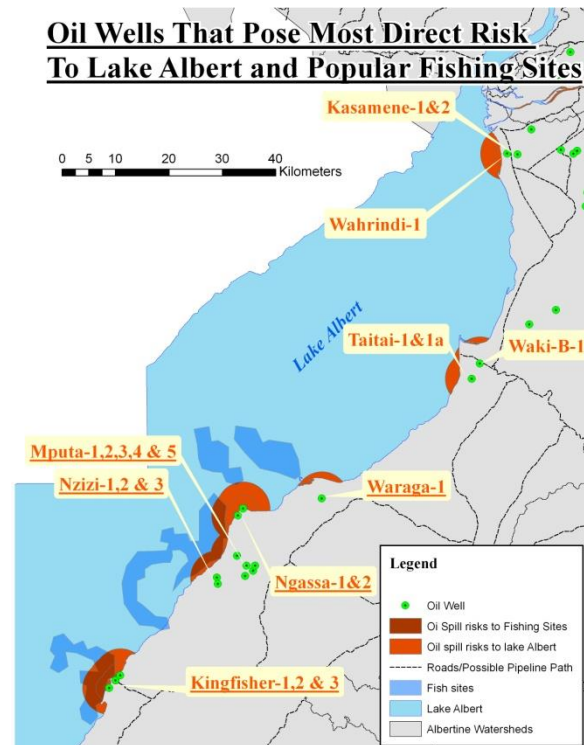 Oil Wells That Pose Most Direct Risk
To Lake Albert and Popular Fishing Sites
Kasamene-1&2
0 5 10 20 30 40
Kilometers
Wahrindi-1
Lake Albert
Taitai-1&1a
Waki-B-1
Mputa-1,2,3,4 & 5
Nzizi-1,2 & 3
Waraga-1
Ngassa-1&2
Kingfisher-1,2 & 3
Legend
Oil Well
Oi Spill risks to Fishing Sites
Oil spill risks to lake Albert
Roads/Possible Pipeline Path
Fish sites
Lake Albert
Albertine Watersheds